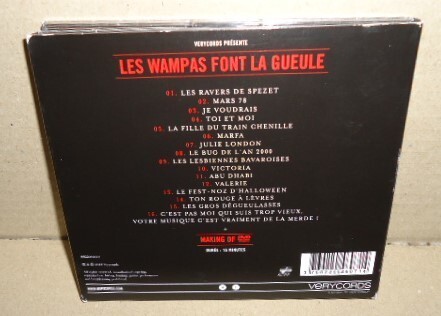 VERYCORDS PRÉSENTE
LES WAMPAS FONT LA GUEULE
01. LES RAVERS DE SPEZET
02. MARS 78
03. JE VOUDRAIS
04. TOI ET MOI
05. LA FILLE DU TRAIN CHENILLE
06. MARFA
07. JULIE LONDON
08. LE BUG DE L'AN 2000
09. LES LESBIENNES BAVAROISES
10. VICTORIA
11. ABU DHABI
12. VALERIE
13. LE FEST-NOZ D'HALLOWEEN
14. TON ROUGE À LÈVRES
15. LES GROS DÉGUEULASSES
16. C'EST PAS MOI QUI SUIS TROP VIEUX,
VOTRE MUSIQUE C'EST VRAIMENT DE LA MERDE !
MAKING OF DVD
DURÉE : 16 MINUTES
VERYCORDS